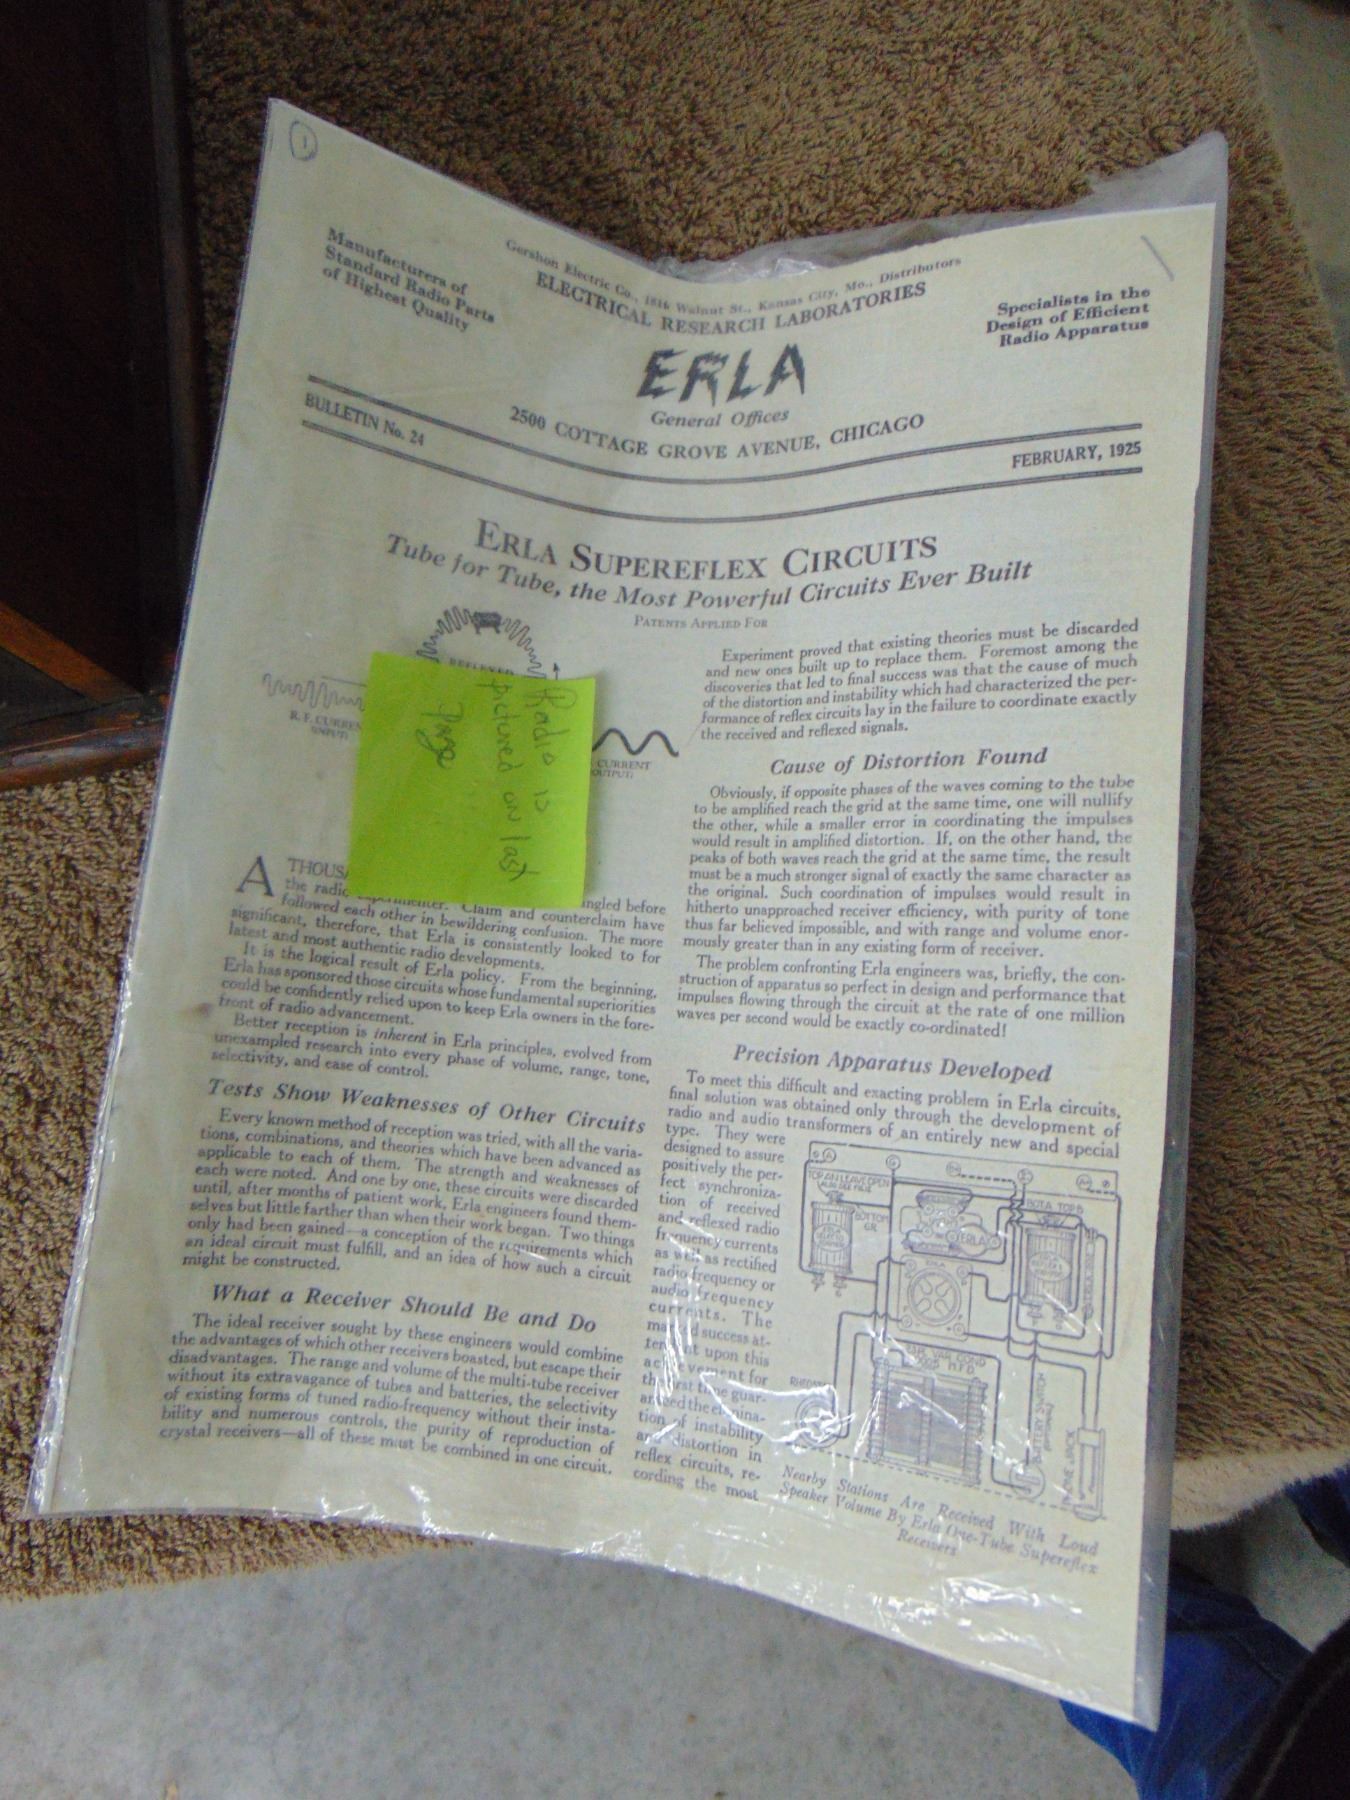 1
Manufacturers of
Standard Radio Parts
of Highest Quality
Gershon Electric Co., 1816 Walnut St., Kansas City, Mo., Distributors
ELECTRICAL RESEARCH LABORATORIES
ERLA
General Offices
2500 COTTAGE GROVE AVENUE, CHICAGO
Specialists in the
Design of Efficient
Radio Apparatus
BULLETIN No. 24
FEBRUARY, 1925
ERLA SUPEREFLEX CIRCUITS
Tube for Tube, the Most Powerful Circuits Ever Built
PATENTS APPLIED FOR
R. F. CURRENT
(INPUT)
CURRENT
Radio is
pictured on last
Page
A THOUS
the radio experimenter. Claim and counterclaim have
followed each other in bewildering confusion. The more
significant, therefore, that Erla is consistently looked to for
latest and most authentic radio developments.
It is the logical result of Erla policy. From the beginning,
Erla has sponsored those circuits whose fundamental superiorities
could be confidently relied upon to keep Erla owners in the fore-
front of radio advancement.
Better reception is inherent in Erla principles, evolved from
unexampled research into every phase of volume, range, tone,
selectivity, and ease of control.
Tests Show Weaknesses of Other Circuits
Every known method of reception was tried, with all the varia-
tions, combinations, and theories which have been advanced as
applicable to each of them. The strength and weaknesses of
each were noted. And one by one, these circuits were discarded
until, after months of patient work, Erla engineers found them-
selves but little farther than when their work began. Two things
only had been gained—a conception of the requirements which
an ideal circuit must fulfill, and an idea of how such a circuit
might be constructed.
What a Receiver Should Be and Do
The ideal receiver sought by these engineers would combine
the advantages of which other receivers boasted, but escape their
disadvantages. The range and volume of the multi-tube receiver
without its extravagance of tubes and batteries, the selectivity
of existing forms of tuned radio-frequency without their insta-
bility and numerous controls, the purity of reproduction of
crystal receivers—all of these must be combined in one circuit.
Experiment proved that existing theories must be discarded
and new ones built up to replace them. Foremost among the
discoveries that led to final success was that the cause of much
of the distortion and instability which had characterized the per-
formance of reflex circuits lay in the failure to coordinate exactly
the received and reflexed signals.
Cause of Distortion Found
Obviously, if opposite phases of the waves coming to the tube
to be amplified reach the grid at the same time, one will nullify
the other, while a smaller error in coordinating the impulses
would result in amplified distortion. If, on the other hand, the
peaks of both waves reach the grid at the same time, the result
must be a much stronger signal of exactly the same character as
the original. Such coordination of impulses would result in
hitherto unapproached receiver efficiency, with purity of tone
thus far believed impossible, and with range and volume enor-
mously greater than in any existing form of receiver.
The problem confronting Erla engineers was, briefly, the con-
struction of apparatus so perfect in design and performance that
impulses flowing through the circuit at the rate of one million
waves per second would be exactly co-ordinated!
Precision Apparatus Developed
To meet this difficult and exacting problem in Erla circuits,
final solution was obtained only through the development of
radio and audio transformers of an entirely new and special
type. They were
designed to assure
positively the per-
fect synchroniza-
tion of received
and reflexed radio
frequency currents
as well as rectified
radio frequency or
audio frequency
currents. The
success at-
upon this
for
tion of instability
and distortion in
reflex circuits, re-
cording the most
TOP AN LEAVE OPEN
BOTTOM
GR.
ERLA
BOTA TOP B
BATTERY SWITCH
PHONE JACK
Nearby Stations Are Received With Loud
Speaker Volume By Erla One-Tube Supereflex
Receivers